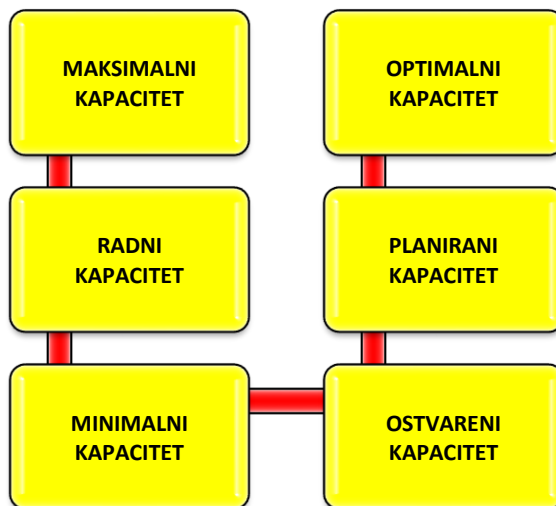 MAKSIMALNI
KAPACITET
RADNI
KAPACITET
MINIMALNI
KAPACITET
OSTVARENI
KAPACITET
PLANIRANI
KAPACITET
OPTIMALNI
KAPACITET